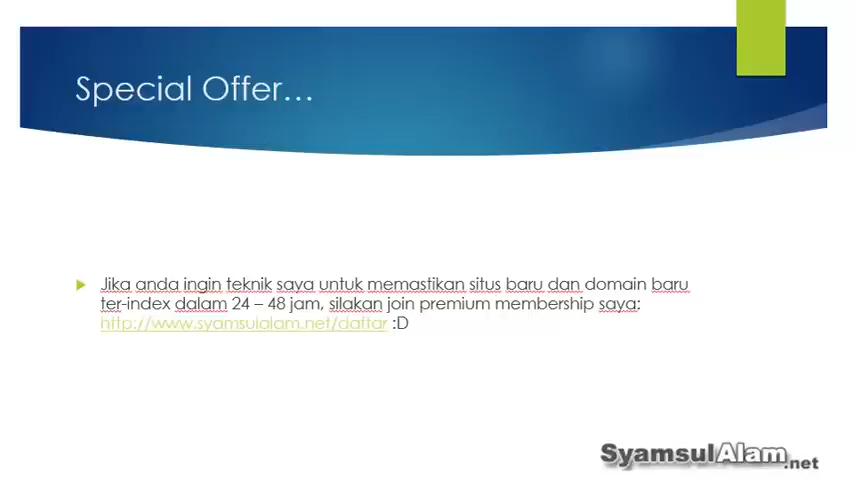 Special Offer...
Jika anda ingin teknik saya untuk memastikan situs baru dan domain baru
ter-index dalam 24 – 48 jam, silakan join premium membership saya:
http://www.syamsulalam.net/daftar :D
SyamsulAlam.net